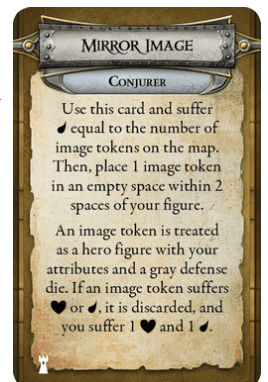 MIRROR IMAGE
CONJURER
Use this card and suffer
equal to the number of
image tokens on the map.
Then, place 1 image token
in an empty space within 2
spaces of your figure.
An image token is treated
as a hero figure with your
attributes and a gray defense
die. If an image token suffers
or , it is discarded, and
you suffer 1 and 1 .